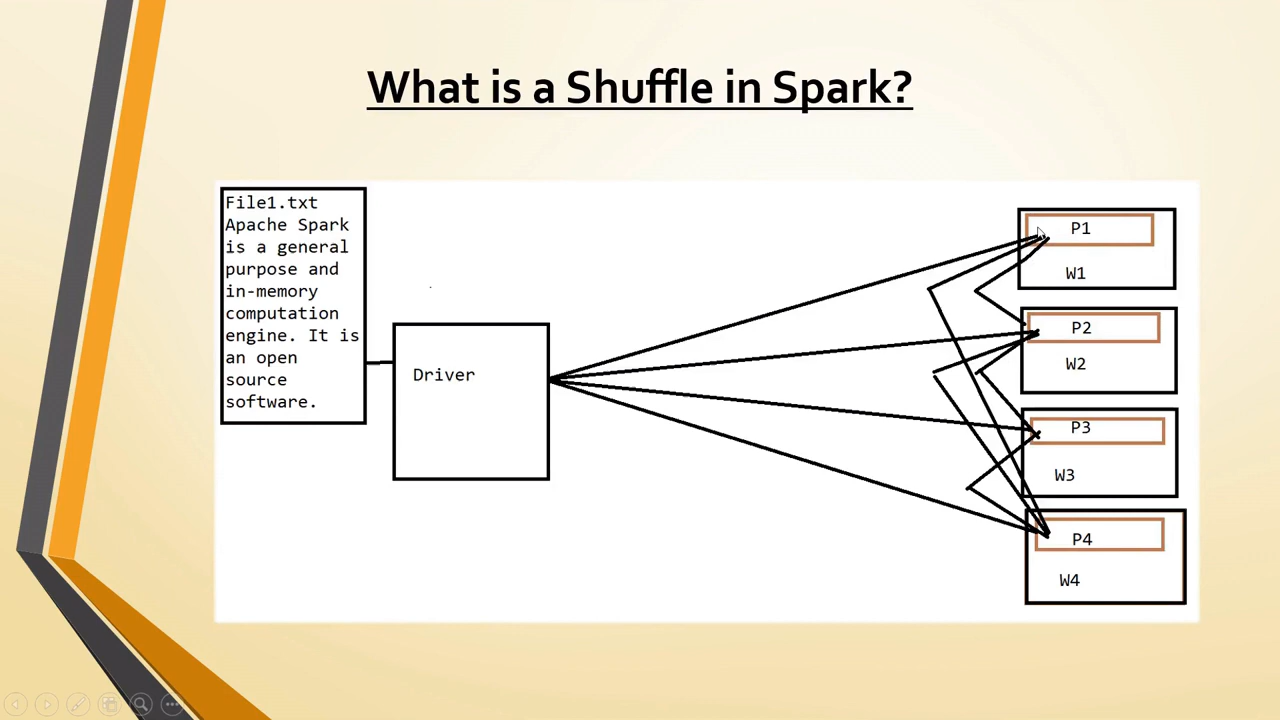 What is a Shuffle in Spark?
File1.txt
Apache Spark
is a general
purpose and
in-memory
computation
engine. It is
an open
source
software.
Driver
P1
W1
P2
W2
P3
W3
P4
W4